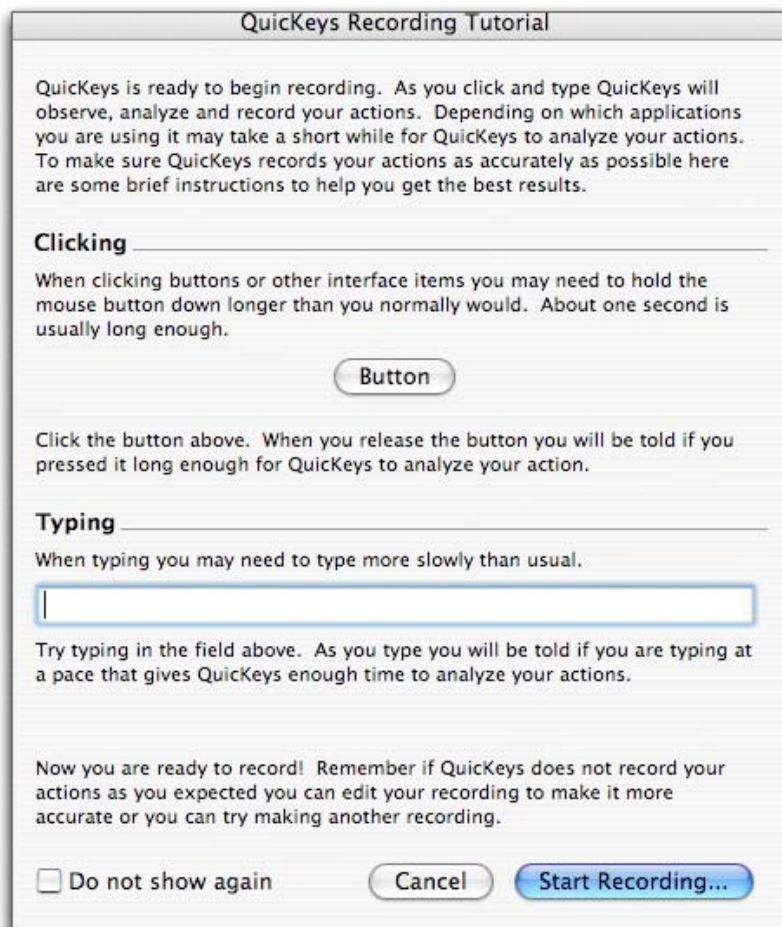 QuicKeys Recording Tutorial
QuicKeys is ready to begin recording.  As you click and type QuicKeys will
observe, analyze and record your actions.  Depending on which applications
you are using it may take a short while for QuicKeys to analyze your actions.
To make sure QuicKeys records your actions as accurately as possible here
are some brief instructions to help you get the best results.
Clicking
When clicking buttons or other interface items you may need to hold the
mouse button down longer than you normally would.  About one second is
usually long enough.
Button
Click the button above.  When you release the button you will be told if you
pressed it long enough for QuicKeys to analyze your action.
Typing
When typing you may need to type more slowly than usual.
Try typing in the field above.  As you type you will be told if you are typing at
a pace that gives QuicKeys enough time to analyze your actions.
Now you are ready to record!  Remember if QuicKeys does not record your
actions as you expected you can edit your recording to make it more
accurate or you can try making another recording.
Do not show again
Cancel
Start Recording...